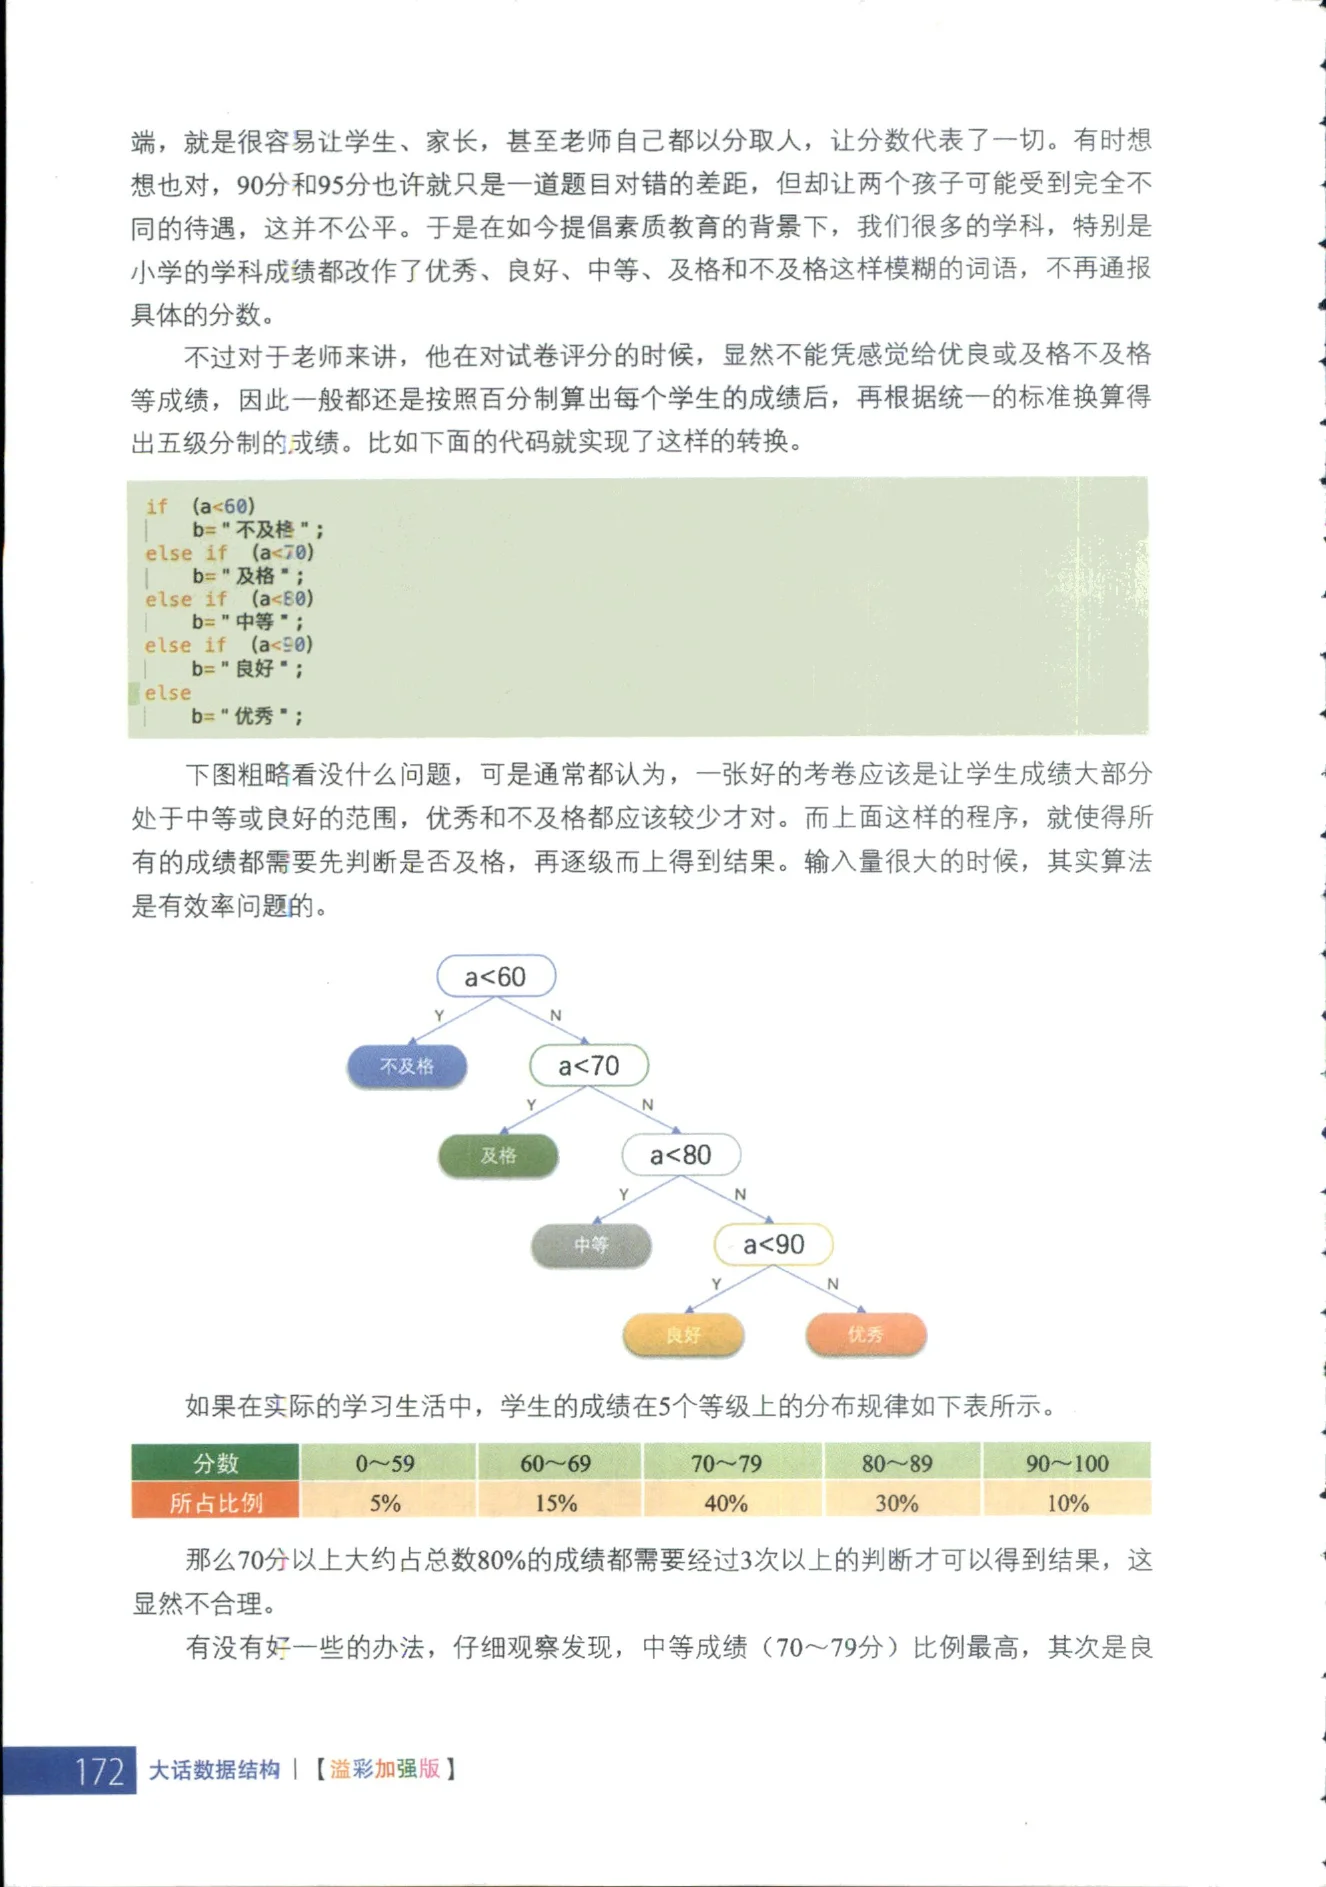 端，就是很容易让学生、家长，甚至老师自己都以分取人，让分数代表了一切。有时想
想也对，90分和95分也许就只是一道题目对错的差距，但却让两个孩子可能受到完全不
同的待遇，这并不公平。于是在如今提倡素质教育的背景下，我们很多的学科，特别是
小学的学科成绩都改作了优秀、良好、中等、及格和不及格这样模糊的词语，不再通报
具体的分数。
不过对于老师来讲，他在对试卷评分的时候，显然不能凭感觉给优良或及格不及格
等成绩，因此一般都还是按照百分制算出每个学生的成绩后，再根据统一的标准换算得
出五级分制的成绩。比如下面的代码就实现了这样的转换。
if (a<60)
b="不及格";
else if (a<70)
b="及格";
else if (a<80)
b="中等";
else if (a<90)
b="良好";
else
b="优秀";
下图粗略看没什么问题，可是通常都认为，一张好的考卷应该是让学生成绩大部分
处于中等或良好的范围，优秀和不及格都应该较少才对。而上面这样的程序，就使得所
有的成绩都需要先判断是否及格，再逐级而上得到结果。输入量很大的时候，其实算法
是有效率问题的。
a<60
Y N
不及格 a<70
Y N
及格 a<80
Y N
中等 a<90
Y N
良好 优秀
如果在实际的学习生活中，学生的成绩在5个等级上的分布规律如下表所示。
分数 0～59 60～69 70～79 80～89 90～100
所占比例 5% 15% 40% 30% 10%
那么70分以上大约占总数80%的成绩都需要经过3次以上的判断才可以得到结果，这
显然不合理。
有没有好一些的办法，仔细观察发现，中等成绩（70～79分）比例最高，其次是良
172 大话数据结构 | 【溢彩加强版】